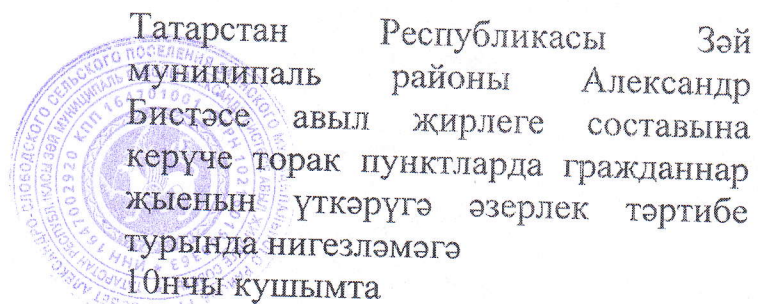 Татарстан Республикасы Зәй
муниципаль районы Александр
Бистәсе авыл җирлеге составына
керүче торак пунктларда гражданнар
җыенын үткәрүгә әзерлек тәртибе
турында нигезләмәгә
10нчы кушымта